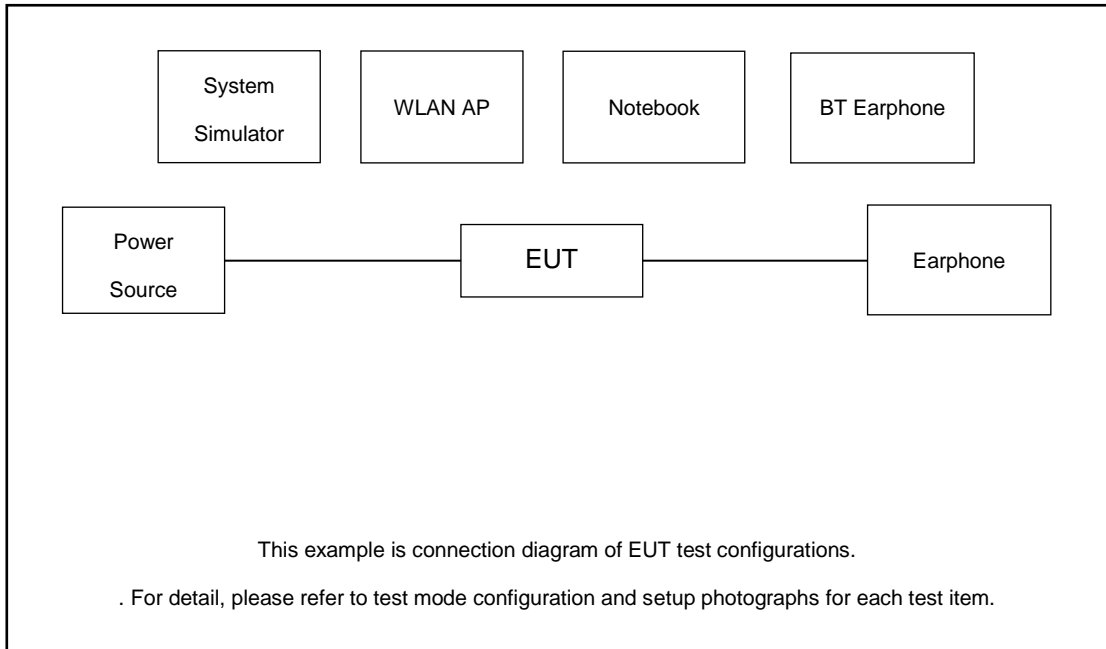 System
Simulator
WLAN AP
Notebook
BT Earphone
Power
Source
EUT
Earphone
This example is connection diagram of EUT test configurations.
. For detail, please refer to test mode configuration and setup photographs for each test item.